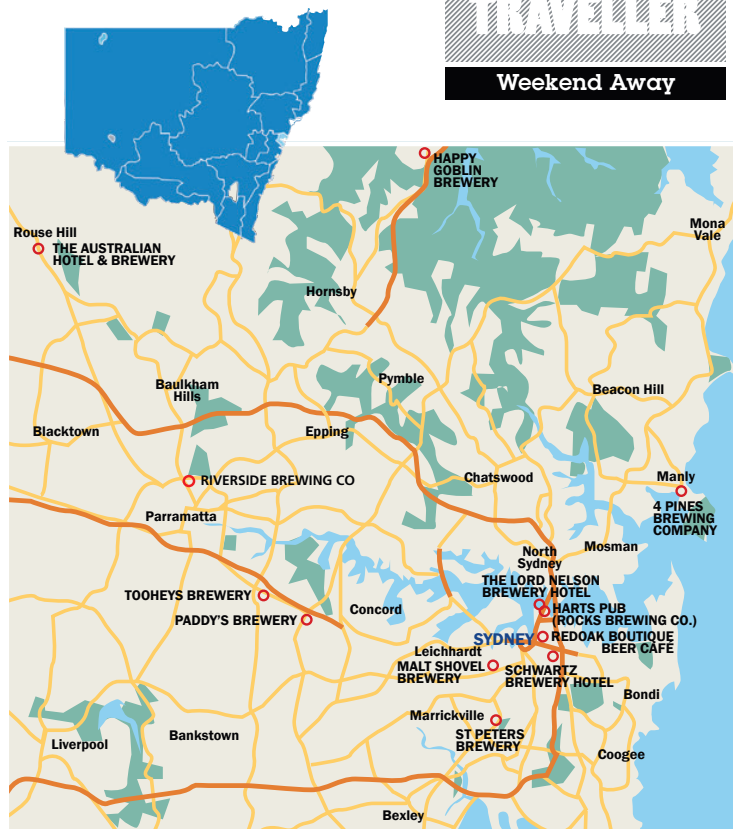 TRAVELLER
Weekend Away
HAPPY
GOBLIN
BREWERY
Mona
Vale
Rouse Hill
THE AUSTRALIAN
HOTEL & BREWERY
Hornsby
Pymble
Baulkham
Hills
Beacon Hill
Blacktown
Epping
Chatswood
Manly
RIVERSIDE BREWING CO
4 PINES
BREWING
COMPANY
Parramatta
Mosman
North
Sydney
THE LORD NELSON
BREWERY HOTEL
TOOHEYS BREWERY
HARTS PUB
(ROCKS BREWING CO.)
Concord
PADDY'S BREWERY
SYDNEY
REDOAK BOUTIQUE
BEER CAFÉ
Leichhardt
MALT SHOVEL
BREWERY
SCHWARTZ
BREWERY HOTEL
Bondi
Marrickville
ST PETERS
BREWERY
Bankstown
Liverpool
Coogee
Bexley